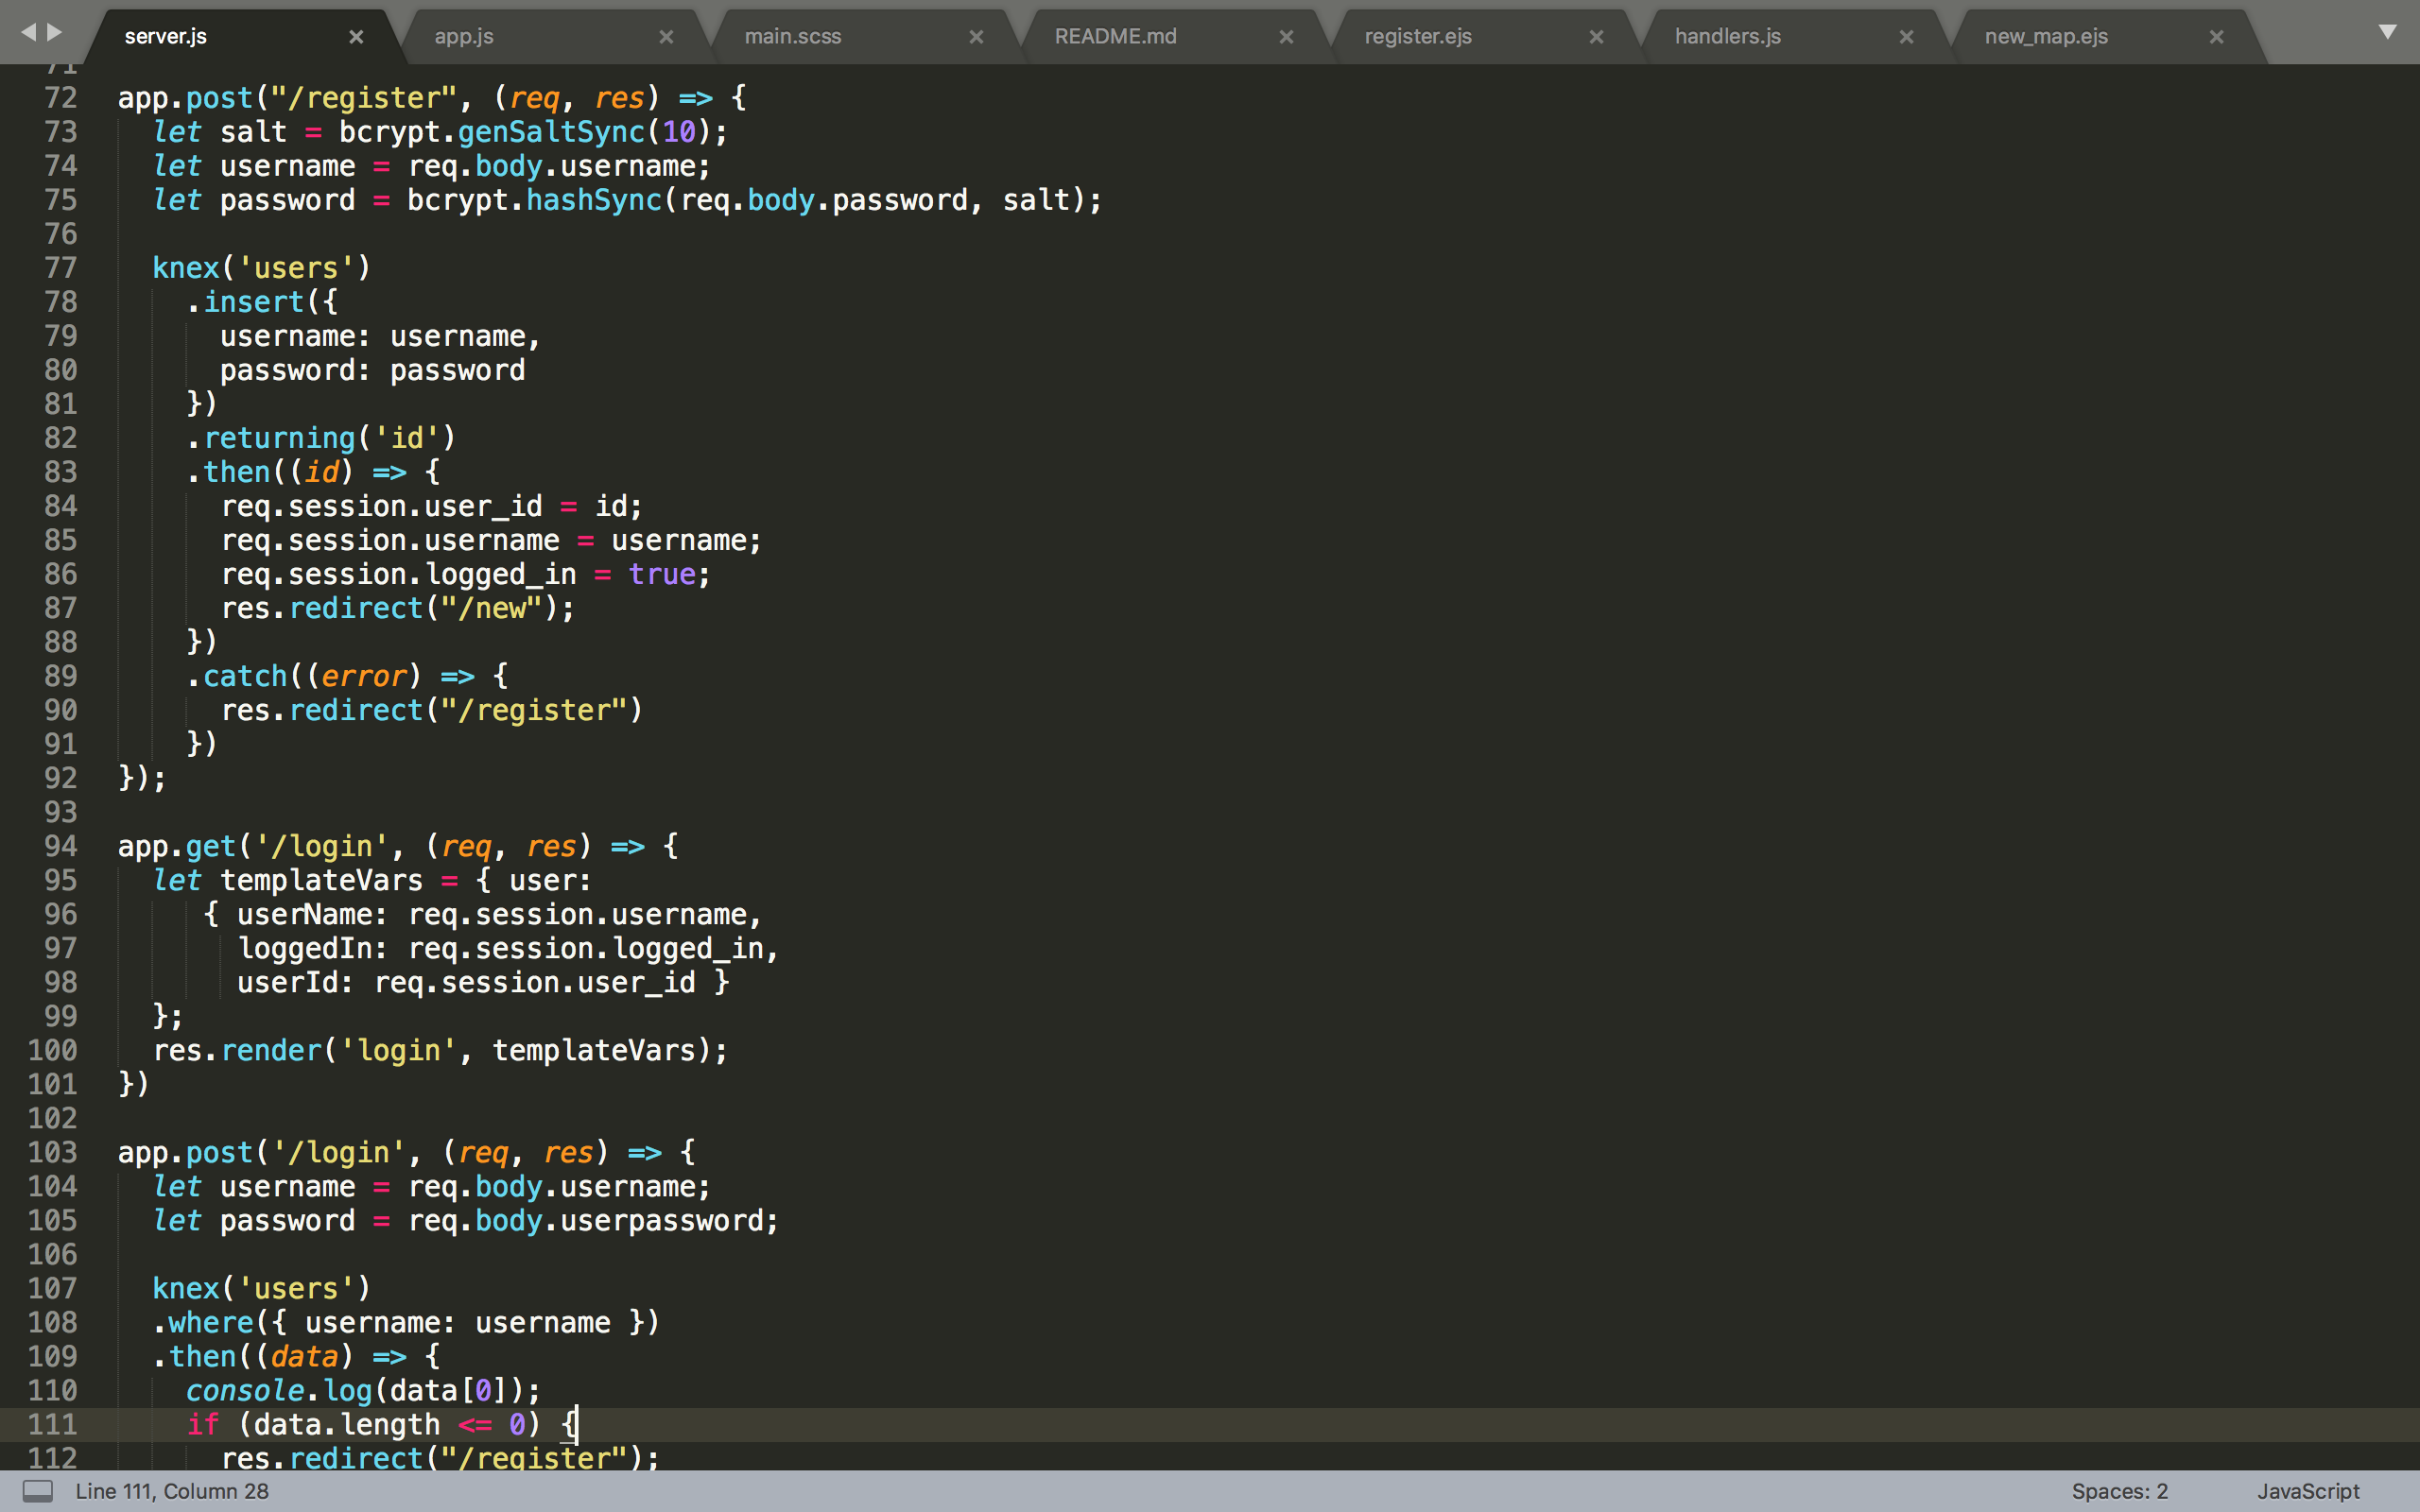 server.js × app.js × main.scss × README.md × register.ejs × handlers.js × new_map.ejs ×
71
72 app.post("/register", (req, res) => {
73   let salt = bcrypt.genSaltSync(10);
74   let username = req.body.username;
75   let password = bcrypt.hashSync(req.body.password, salt);
76
77   knex('users')
78     .insert({
79       username: username,
80       password: password
81     })
82     .returning('id')
83     .then((id) => {
84       req.session.user_id = id;
85       req.session.username = username;
86       req.session.logged_in = true;
87       res.redirect("/new");
88     })
89     .catch((error) => {
90       res.redirect("/register")
91     })
92 });
93
94 app.get('/login', (req, res) => {
95   let templateVars = { user:
96      { userName: req.session.username,
97        loggedIn: req.session.logged_in,
98        userId: req.session.user_id }
99   };
100   res.render('login', templateVars);
101 })
102
103 app.post('/login', (req, res) => {
104   let username = req.body.username;
105   let password = req.body.userpassword;
106
107   knex('users')
108   .where({ username: username })
109   .then((data) => {
110     console.log(data[0]);
111     if (data.length <= 0) {
112       res.redirect("/register");
Line 111, Column 28 Spaces: 2 JavaScript